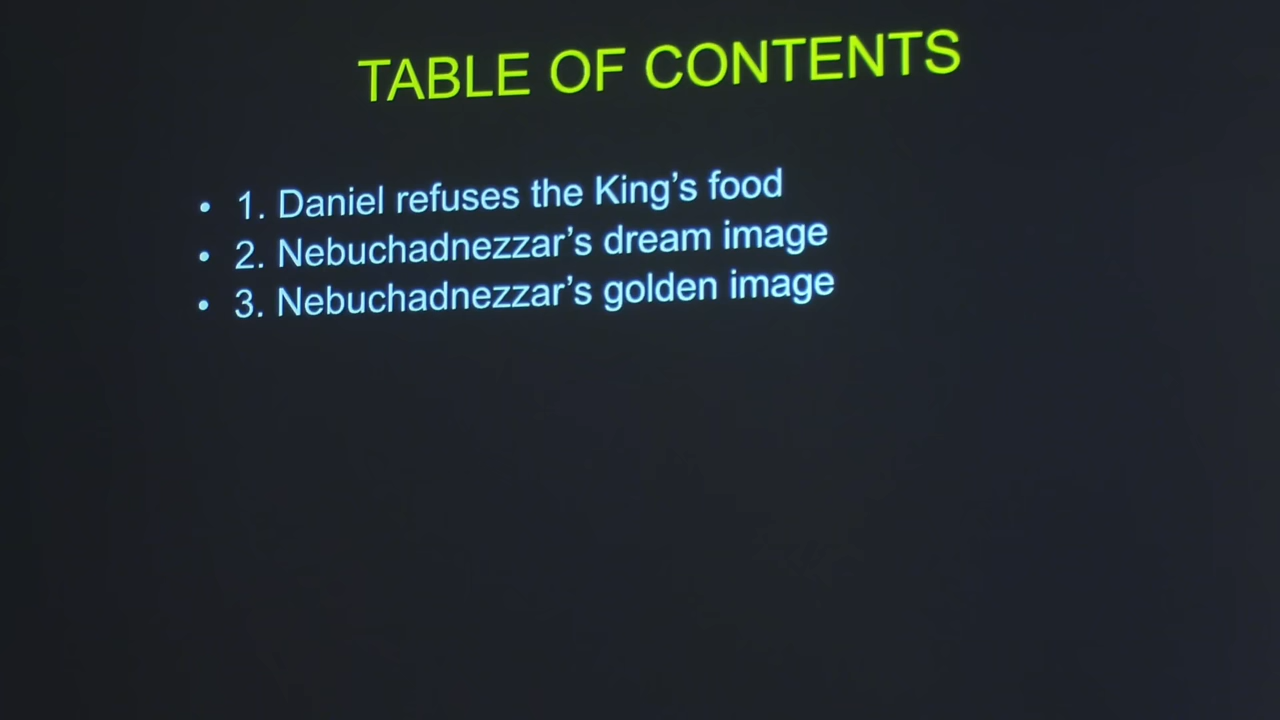 TABLE OF CONTENTS
• 1. Daniel refuses the King’s food
• 2. Nebuchadnezzar’s dream image
• 3. Nebuchadnezzar’s golden image